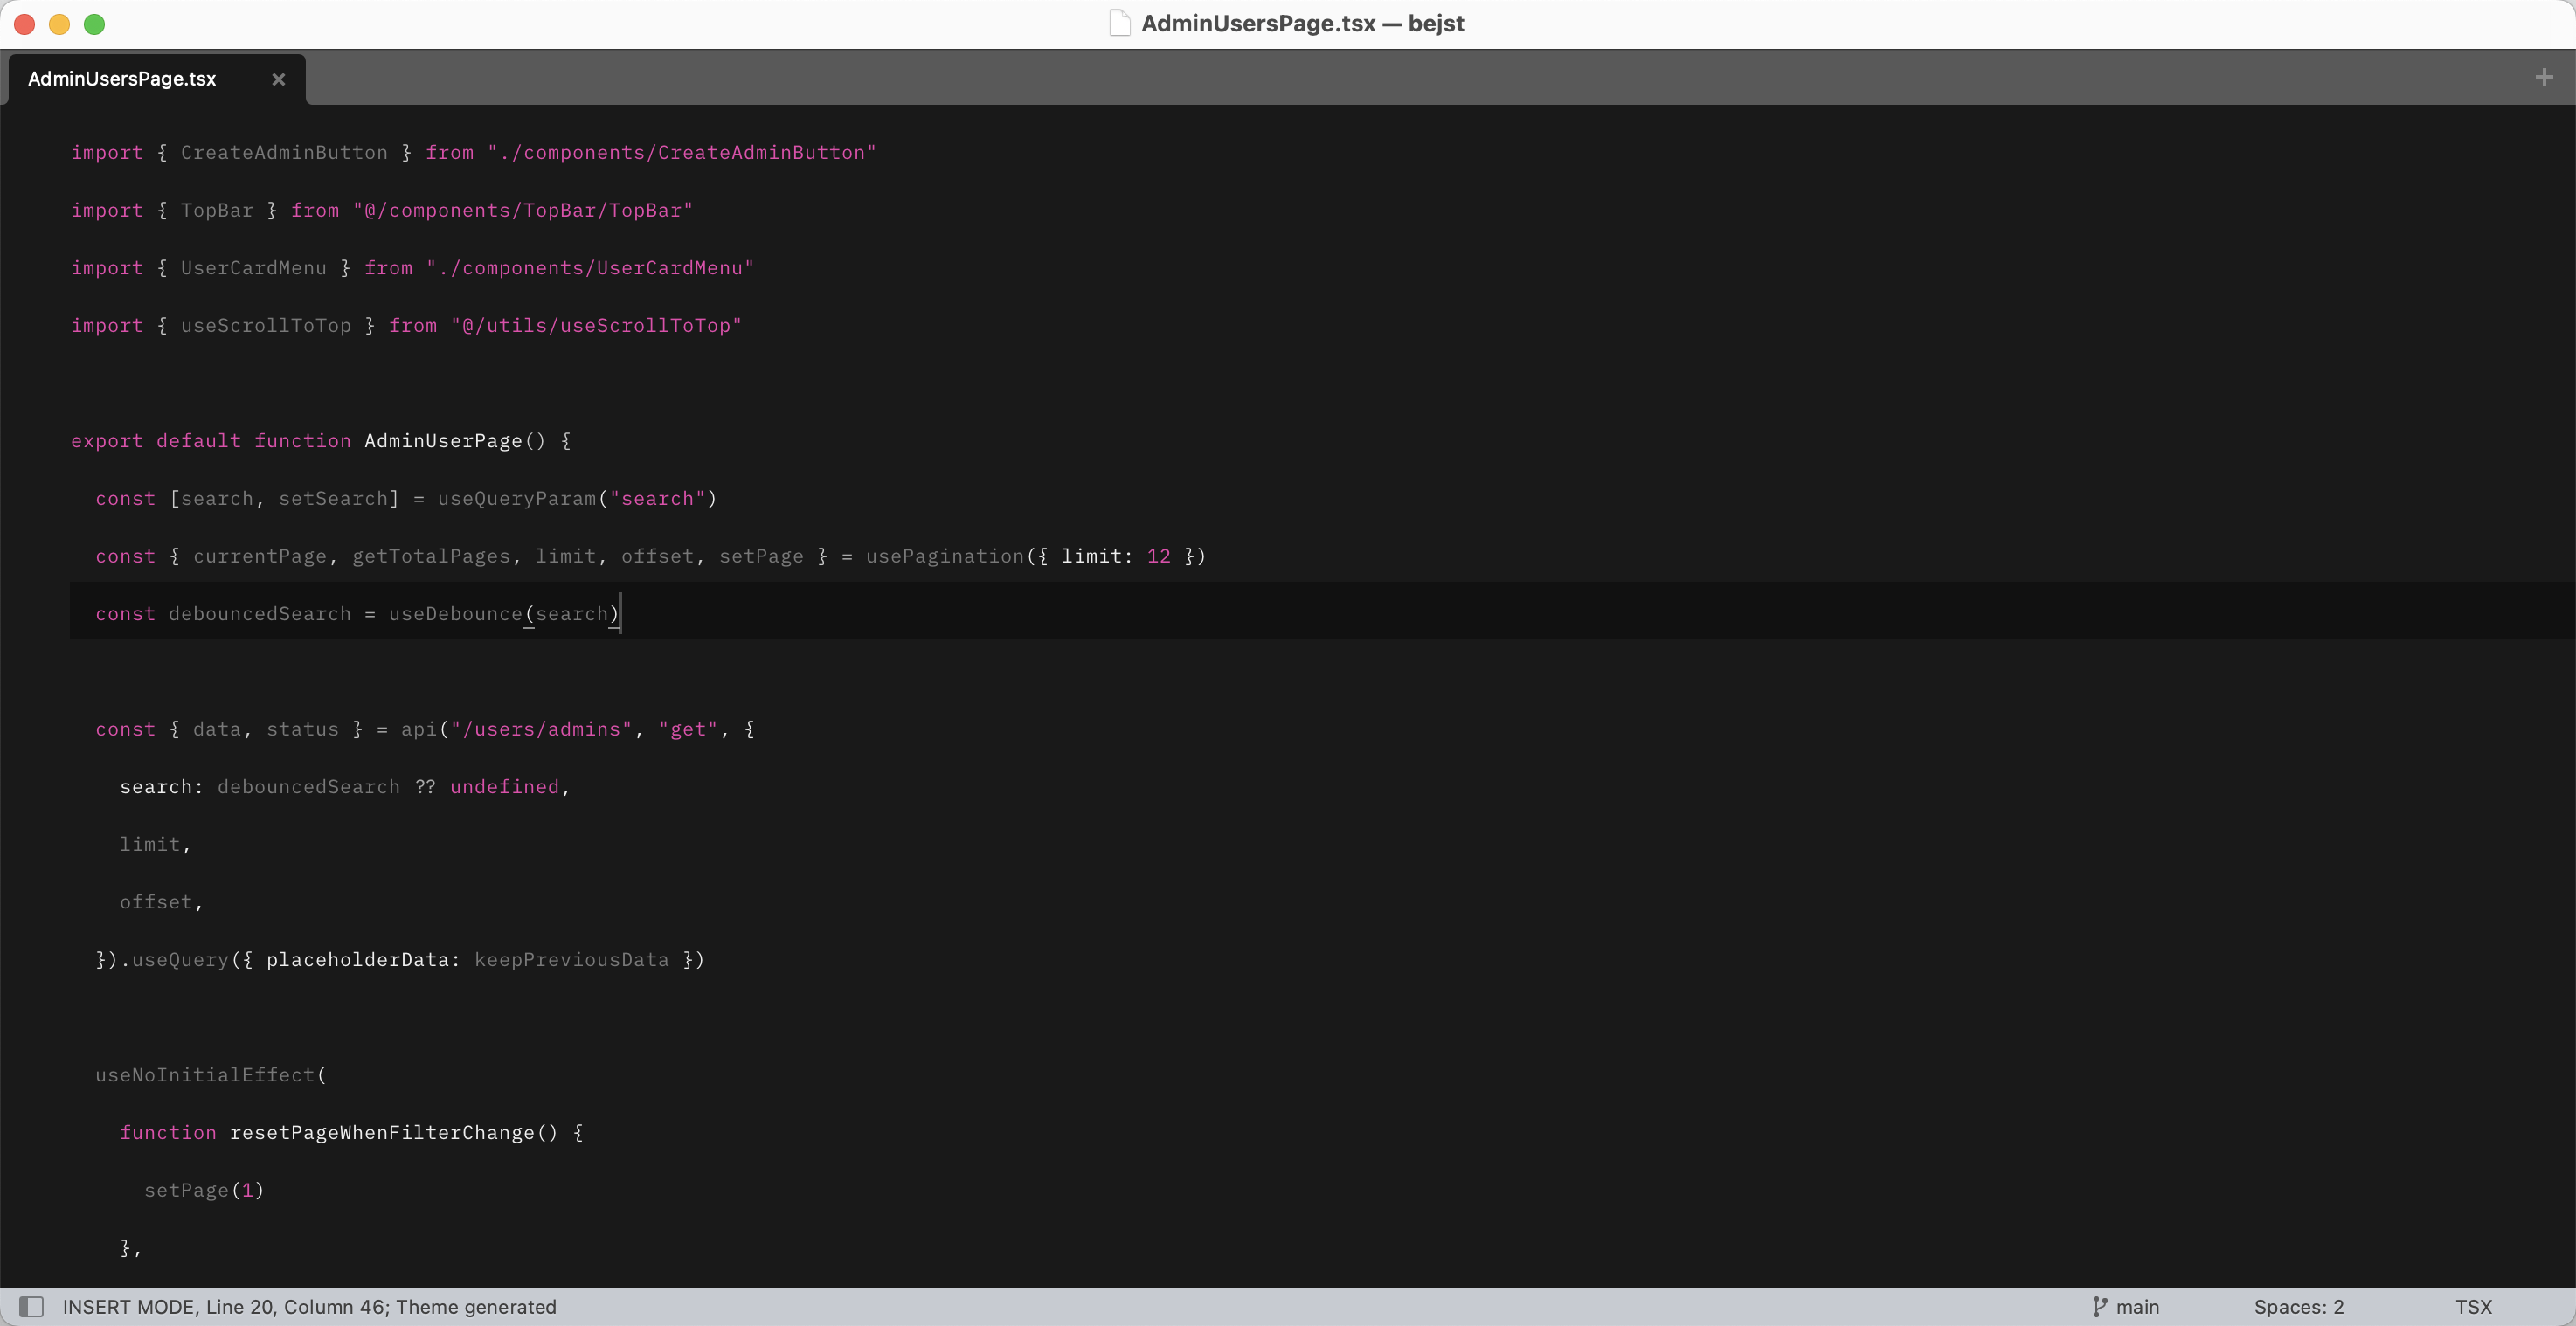 AdminUsersPage.tsx — bejst
AdminUsersPage.tsx
import { CreateAdminButton } from "./components/CreateAdminButton"
import { TopBar } from "@/components/TopBar/TopBar"
import { UserCardMenu } from "./components/UserCardMenu"
import { useScrollToTop } from "@/utils/useScrollToTop"
export default function AdminUserPage() {
const [search, setSearch] = useQueryParam("search")
const { currentPage, getTotalPages, limit, offset, setPage } = usePagination({ limit: 12 })
const debouncedSearch = useDebounce(search)
const { data, status } = api("/users/admins", "get", {
search: debouncedSearch ?? undefined,
limit,
offset,
}).useQuery({ placeholderData: keepPreviousData })
useNoInitialEffect(
function resetPageWhenFilterChange() {
setPage(1)
},
INSERT MODE, Line 20, Column 46; Theme generated
main
Spaces: 2
TSX